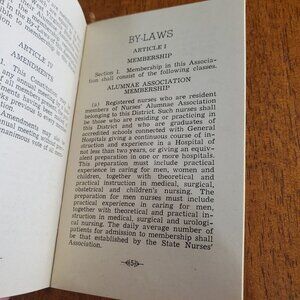 ARTICLE IV
AMENDMENTS
This Constitution
any annual
BY-LAWS
ARTICLE I
MEMBERSHIP
Section 1. Membership in this Associa-
tion shall consist of the following classes.
ALUMNAE ASSOCIATION
MEMBERSHIP
(a) Registered nurses who are resident
members of Nurses' Alumnae Association
belonging to this District. Such nurses shall
be those who are residing or practicing in
this District and who are graduates of
accredited schools connected with General
Hospitals giving a continuous course of in-
struction and experience in a Hospital of
not less than two years, or giving an equiva-
lent preparation in one or more hospitals.
This preparation must include practical
experience in caring for men, women and
children, together with theoretical and
practical instruction in medical, surgical,
obstetrical and children's nursing. The
preparation for men nurses must include
practical experience in caring for men,
together with theoretical and practical in-
struction in medical, surgical and urologi-
patients' nursing. The daily average number of
patients for admission to membership shall
be that established by the State Nurses'
Association.
5